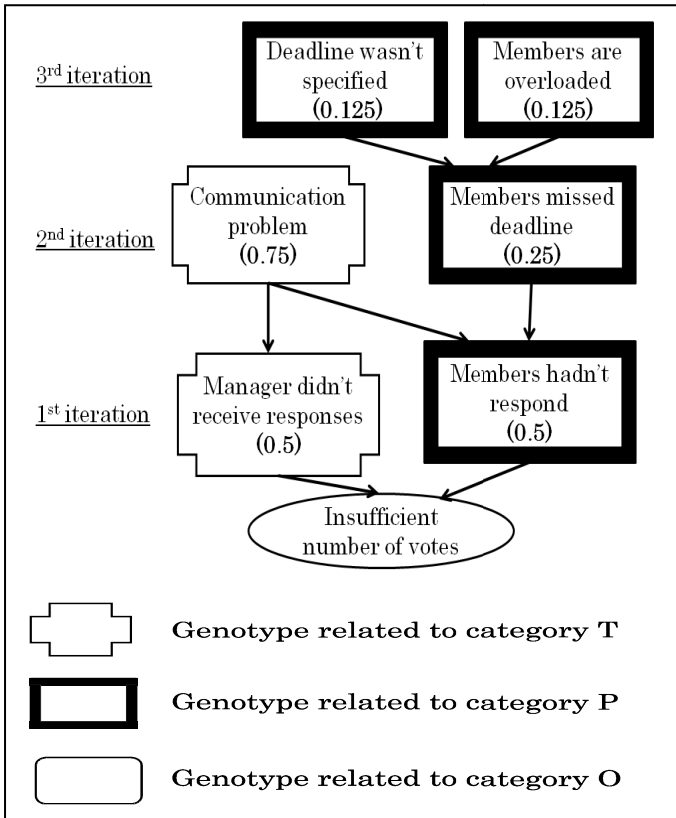 3rd iteration
Deadline wasn't
specified
(0.125)
Members are
overloaded
(0.125)
2nd iteration
Communication
problem
(0.75)
Members missed
deadline
(0.25)
1st iteration
Manager didn't
receive responses
(0.5)
Members hadn't
respond
(0.5)
Insufficient
number of votes
Genotype related to category T
Genotype related to category P
Genotype related to category O